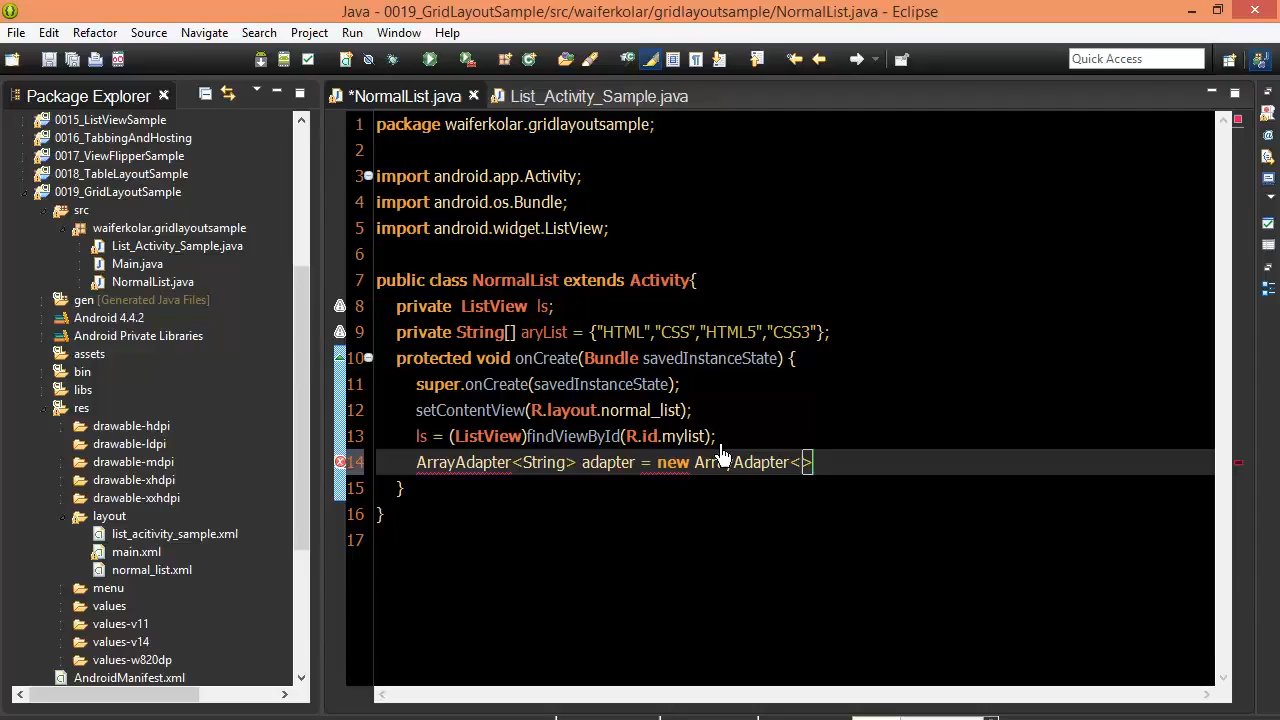 Java - 0019_GridLayoutSample/src/waiferkolar/gridlayoutsample/NormalList.java - Eclipse
File Edit Refactor Source Navigate Search Project Run Window Help
Quick Access
Package Explorer
*NormalList.java
List_Activity_Sample.java
0015_ListViewSample
0016_TabbingAndHosting
0017_ViewFlipperSample
0018_TableLayoutSample
0019_GridLayoutSample
src
waiferkolar.gridlayoutsample
List_Activity_Sample.java
Main.java
NormalList.java
gen [Generated Java Files]
Android 4.4.2
Android Private Libraries
assets
bin
libs
res
drawable-hdpi
drawable-ldpi
drawable-mdpi
drawable-xhdpi
drawable-xxhdpi
layout
list_acitivity_sample.xml
main.xml
normal_list.xml
menu
values
values-v11
values-v14
values-w820dp
AndroidManifest.xml
1 package waiferkolar.gridlayoutsample;
2
3 import android.app.Activity;
4 import android.os.Bundle;
5 import android.widget.ListView;
6
7 public class NormalList extends Activity{
8 private ListView ls;
9 private String[] aryList = {"HTML","CSS","HTML5","CSS3"};
10 protected void onCreate(Bundle savedInstanceState) {
11 super.onCreate(savedInstanceState);
12 setContentView(R.layout.normal_list);
13 ls = (ListView)findViewById(R.id.mylist);
14 ArrayAdapter<String> adapter = new ArrayAdapter<>
15 }
16 }
17